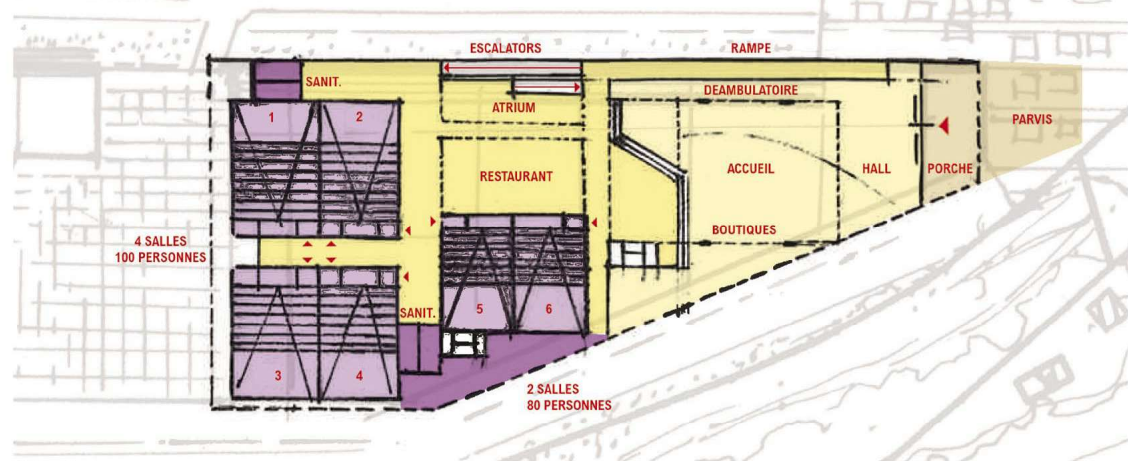 ESCALATORS
RAMPE
SANIT.
DEAMBULATOIRE
ATRIUM
1
2
PARVIS
RESTAURANT
ACCUEIL
HALL
PORCHE
BOUTIQUES
4 SALLES
100 PERSONNES
SANIT.
5
6
3
4
2 SALLES
80 PERSONNES